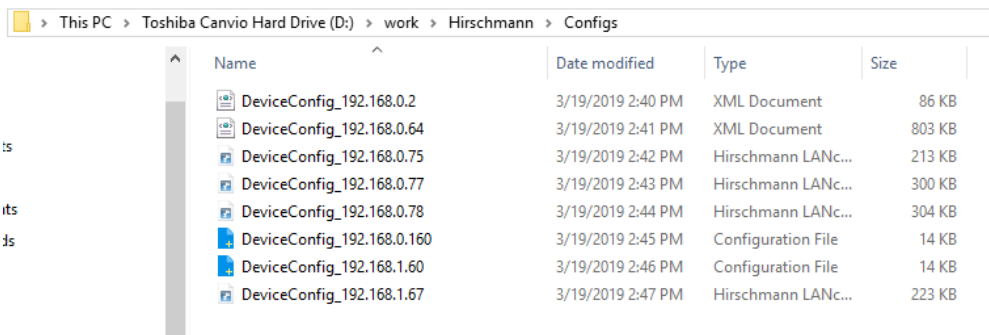 This PC > Toshiba Canvio Hard Drive (D:) > work > Hirschmann > Configs
Name Date modified Type Size
DeviceConfig_192.168.0.2 3/19/2019 2:40 PM XML Document 86 KB
DeviceConfig_192.168.0.64 3/19/2019 2:41 PM XML Document 803 KB
ts
DeviceConfig_192.168.0.75 3/19/2019 2:42 PM Hirschmann LANc... 213 KB
DeviceConfig_192.168.0.77 3/19/2019 2:43 PM Hirschmann LANc... 300 KB
nts
DeviceConfig_192.168.0.78 3/19/2019 2:44 PM Hirschmann LANc... 304 KB
ds
DeviceConfig_192.168.0.160 3/19/2019 2:45 PM Configuration File 14 KB
DeviceConfig_192.168.1.60 3/19/2019 2:46 PM Configuration File 14 KB
DeviceConfig_192.168.1.67 3/19/2019 2:47 PM Hirschmann LANc... 223 KB